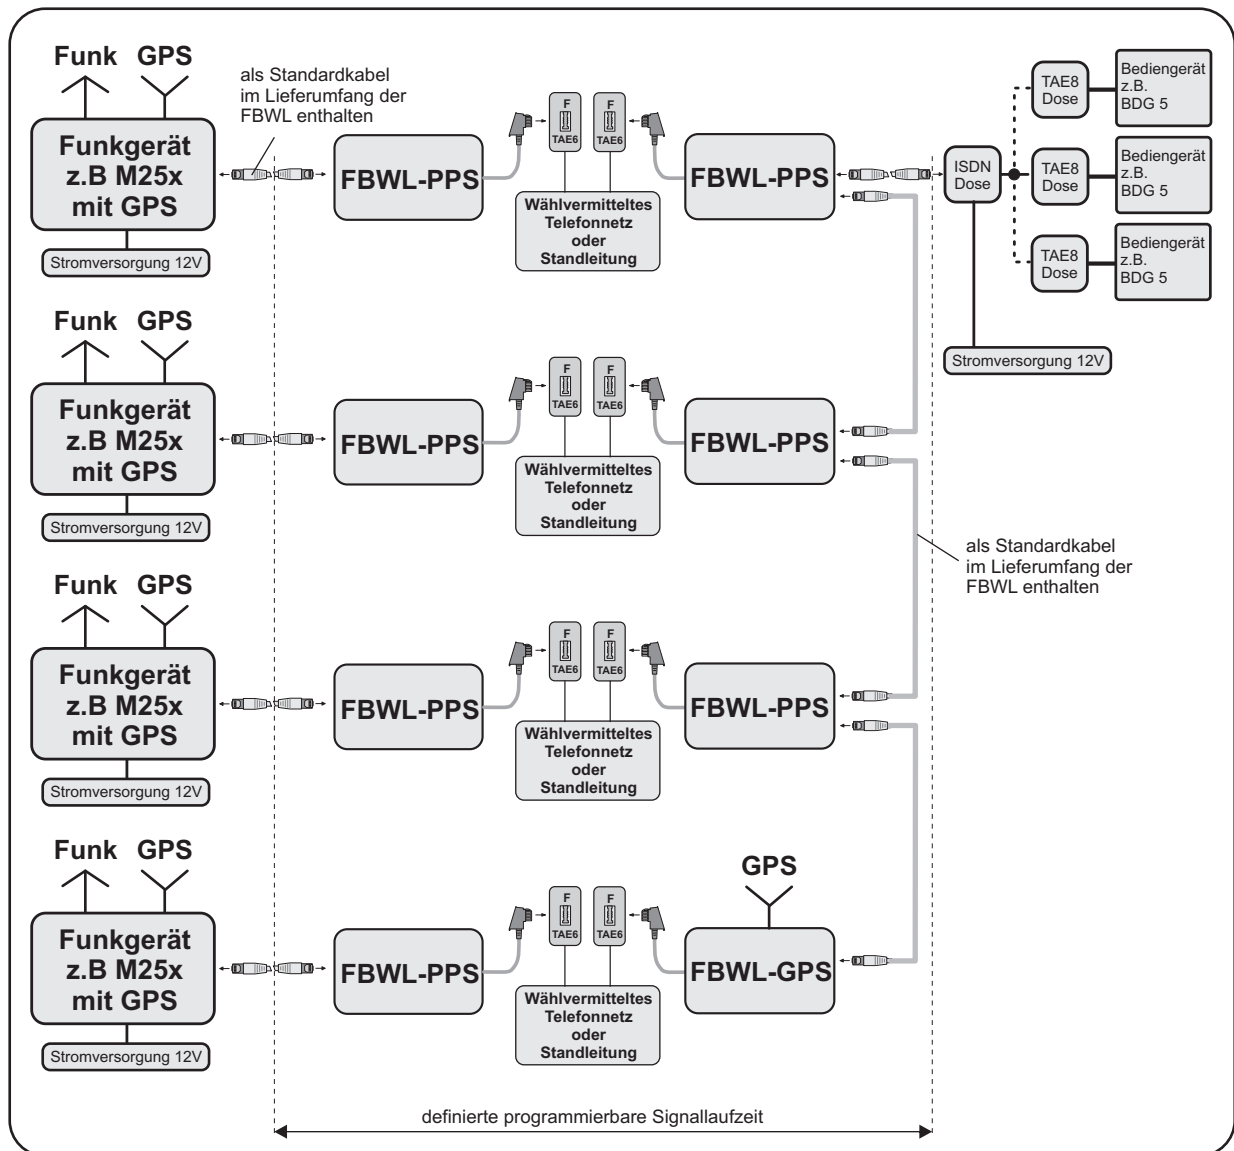 Funk GPS
als Standardkabel
im Lieferumfang der
FBWL enthalten
Funkgerät
z.B M25x
mit GPS
Stromversorgung 12V
FBWL-PPS
F
TAE6
F
TAE6
Wählvermitteltes
Telefonnetz
oder
Standleitung
FBWL-PPS
ISDN
Dose
TAE8
Dose
Bediengerät
z.B.
BDG 5
TAE8
Dose
Bediengerät
z.B.
BDG 5
TAE8
Dose
Bediengerät
z.B.
BDG 5
Stromversorgung 12V
Funk GPS
Funkgerät
z.B M25x
mit GPS
Stromversorgung 12V
FBWL-PPS
F
TAE6
F
TAE6
Wählvermitteltes
Telefonnetz
oder
Standleitung
FBWL-PPS
als Standardkabel
im Lieferumfang der
FBWL enthalten
Funk GPS
Funkgerät
z.B M25x
mit GPS
Stromversorgung 12V
FBWL-PPS
F
TAE6
F
TAE6
Wählvermitteltes
Telefonnetz
oder
Standleitung
FBWL-PPS
Funk GPS
Funkgerät
z.B M25x
mit GPS
Stromversorgung 12V
FBWL-PPS
F
TAE6
F
TAE6
Wählvermitteltes
Telefonnetz
oder
Standleitung
GPS
FBWL-GPS
definierte programmierbare Signallaufzeit